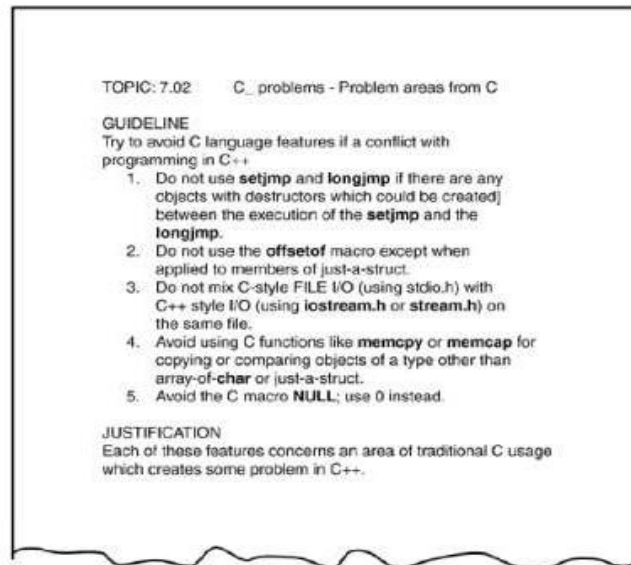 TOPIC: 7.02 C_ problems - Problem areas from C
GUIDELINE
Try to avoid C language features if a conflict with
programming in C++
1. Do not use setjmp and longjmp if there are any
objects with destructors which could be created]
between the execution of the setjmp and the
longjmp.
2. Do not use the offsetof macro except when
applied to members of just-a-struct.
3. Do not mix C-style FILE I/O (using stdio.h) with
C++ style I/O (using iostream.h or stream.h) on
the same file.
4. Avoid using C functions like memcpy or memcap for
copying or comparing objects of a type other than
array-of-char or just-a-struct.
5. Avoid the C macro NULL; use 0 instead.
JUSTIFICATION
Each of these features concerns an area of traditional C usage
which creates some problem in C++.